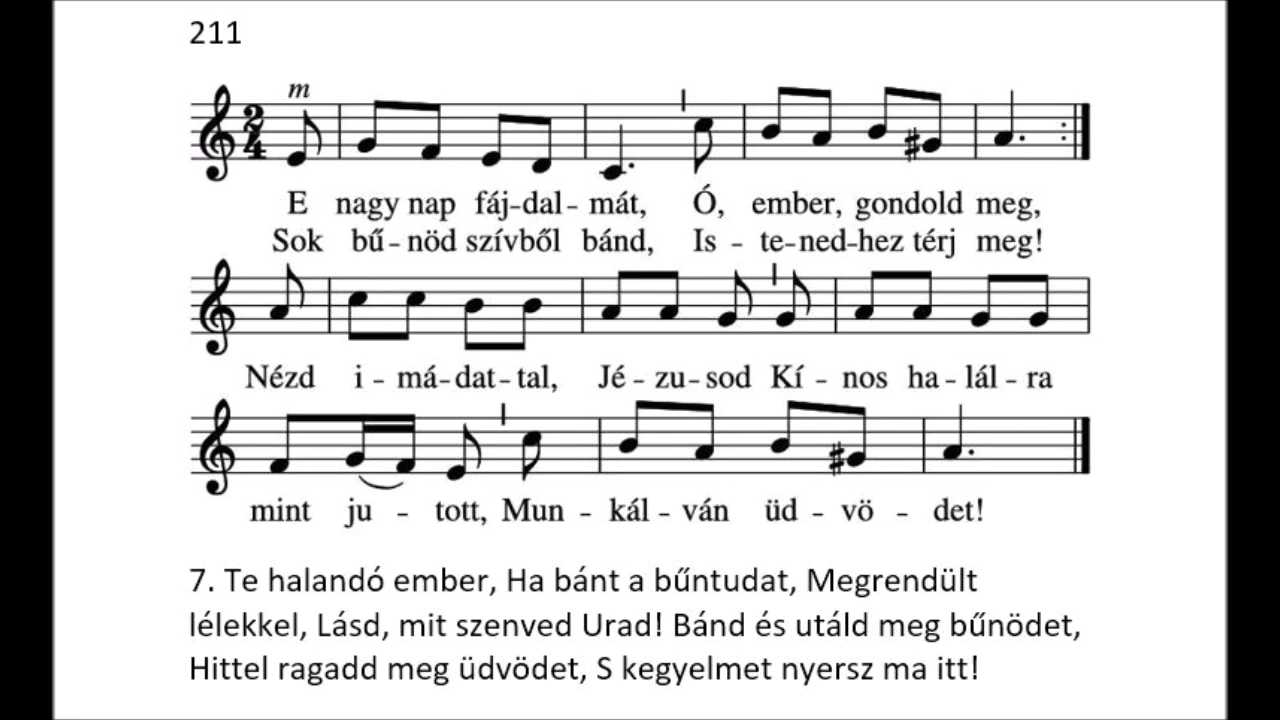 211
m
2
4
E nagy nap fáj-dal-mát, Ó, ember, gondold meg,
Sok bű-nöd szívből bánd, Is-te-ned-hez térj meg!
Nézd i-má-dat-tal, Jé-zu-sod Kí-nos ha-lál-ra
mint ju-tott, Mun-kál-ván üd-vö-det!
7. Te halandó ember, Ha bánt a bűntudat, Megrendült
lélekkel, Lásd, mit szenved Urad! Bánd és utáld meg bűnödet,
Hittel ragadd meg üdvödet, S kegyelmet nyersz ma itt!